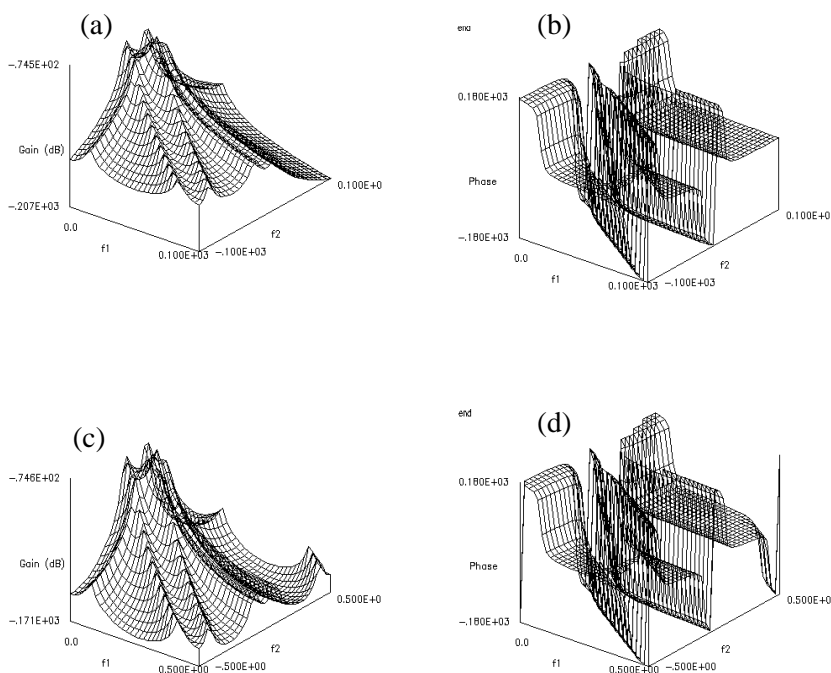 (a)
-.745E+02
Gain (dB)
-.207E+03
0.0
f1
0.100E+03
-.100E+03
f2
0.100E+0
end
(b)
0.180E+03
Phase
-.180E+03
0.0
f1
0.100E+03
-.100E+03
f2
0.100E+0
(c)
-.746E+02
Gain (dB)
-.171E+03
0.0
f1
0.500E+00
-.500E+00
f2
0.500E+0
end
(d)
0.180E+03
Phase
-.180E+03
0.0
f1
0.500E+00
-.500E+00
f2
0.500E+0